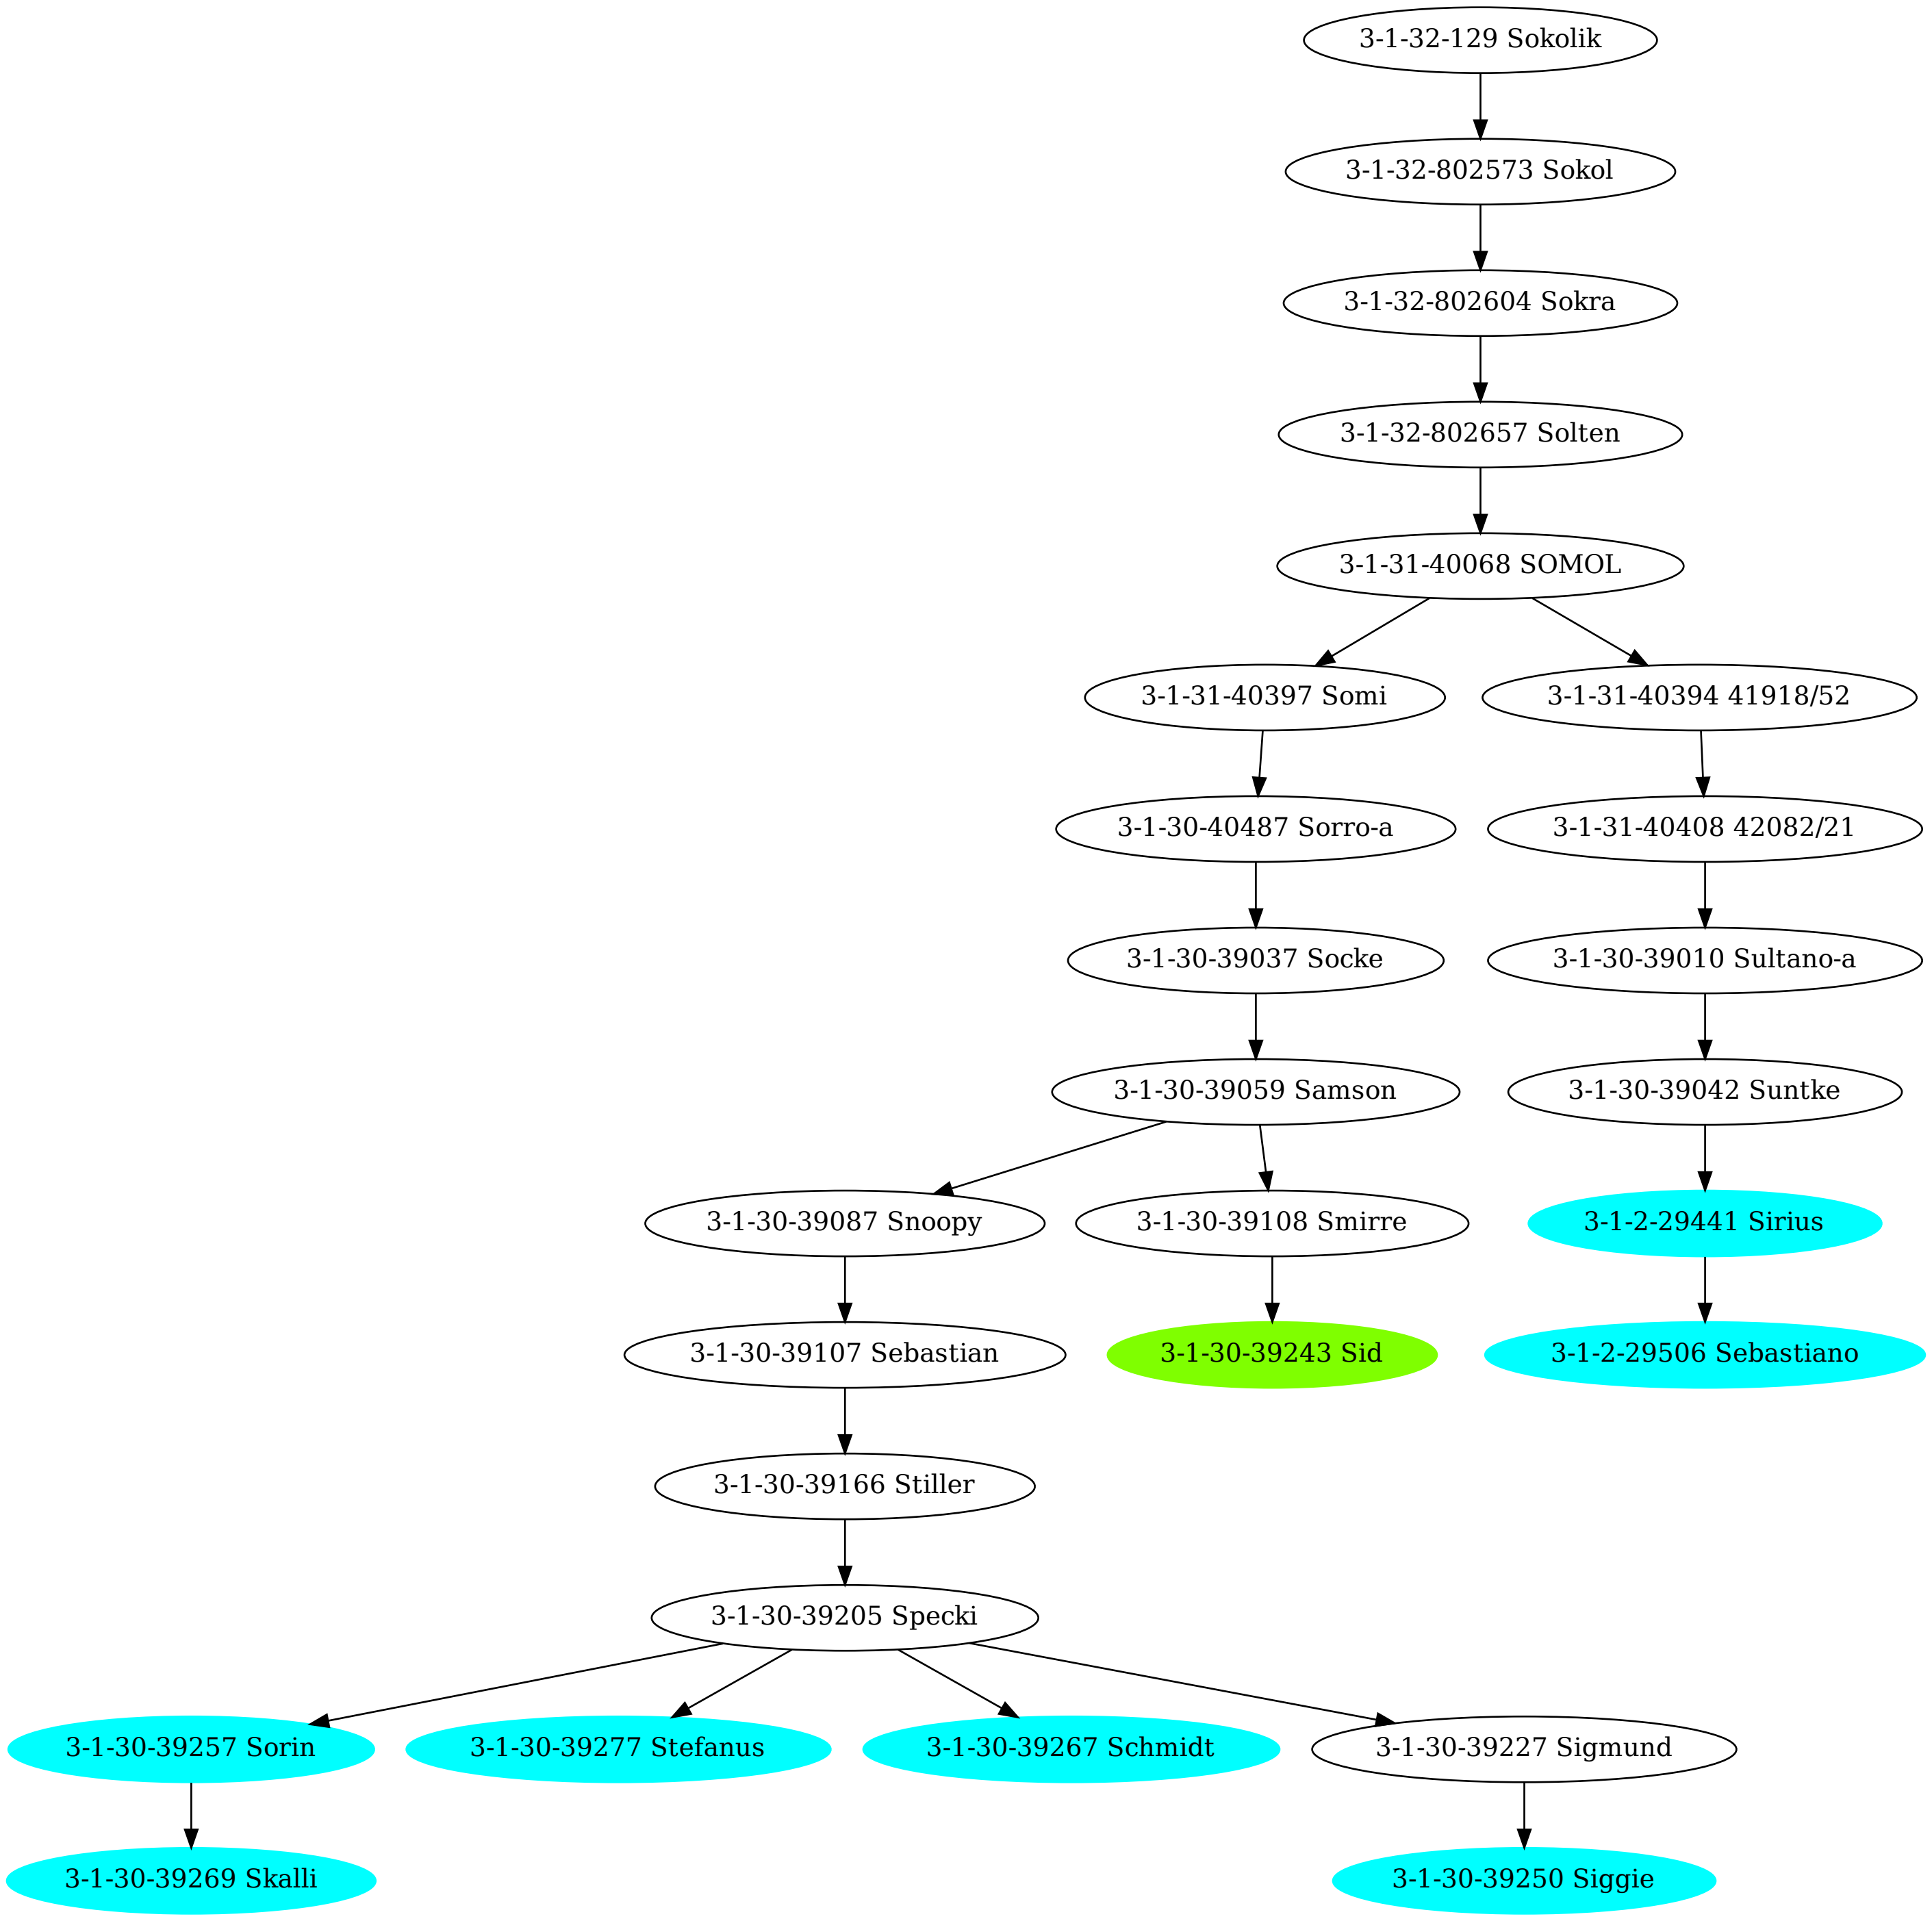 3-1-32-129 Sokolik
3-1-32-802573 Sokol
3-1-32-802604 Sokra
3-1-32-802657 Solten
3-1-31-40068 SOMOL
3-1-31-40397 Somi
3-1-31-40394 41918/52
3-1-30-40487 Sorro-a
3-1-31-40408 42082/21
3-1-30-39037 Socke
3-1-30-39010 Sultano-a
3-1-30-39059 Samson
3-1-30-39042 Suntke
3-1-30-39087 Snoopy
3-1-30-39108 Smirre
3-1-2-29441 Sirius
3-1-30-39107 Sebastian
3-1-30-39243 Sid
3-1-2-29506 Sebastiano
3-1-30-39166 Stiller
3-1-30-39205 Specki
3-1-30-39257 Sorin
3-1-30-39277 Stefanus
3-1-30-39267 Schmidt
3-1-30-39227 Sigmund
3-1-30-39269 Skalli
3-1-30-39250 Siggie